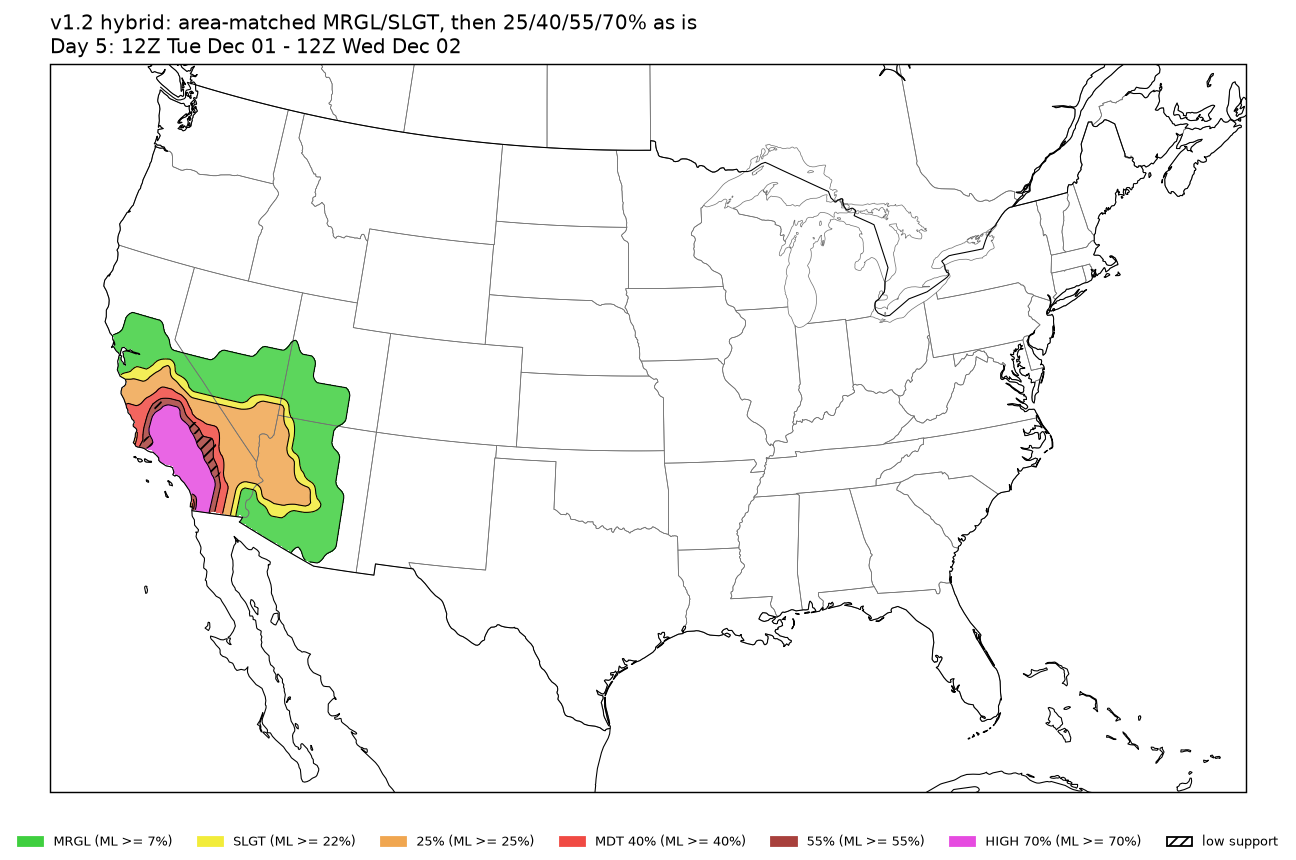 v1.2 hybrid: area-matched MRGL/SLGT, then 25/40/55/70% as is
Day 5: 12Z Tue Dec 01 - 12Z Wed Dec 02
MRGL (ML >= 7%)
SLGT (ML >= 22%)
25% (ML >= 25%)
MDT 40% (ML >= 40%)
55% (ML >= 55%)
HIGH 70% (ML >= 70%)
low support